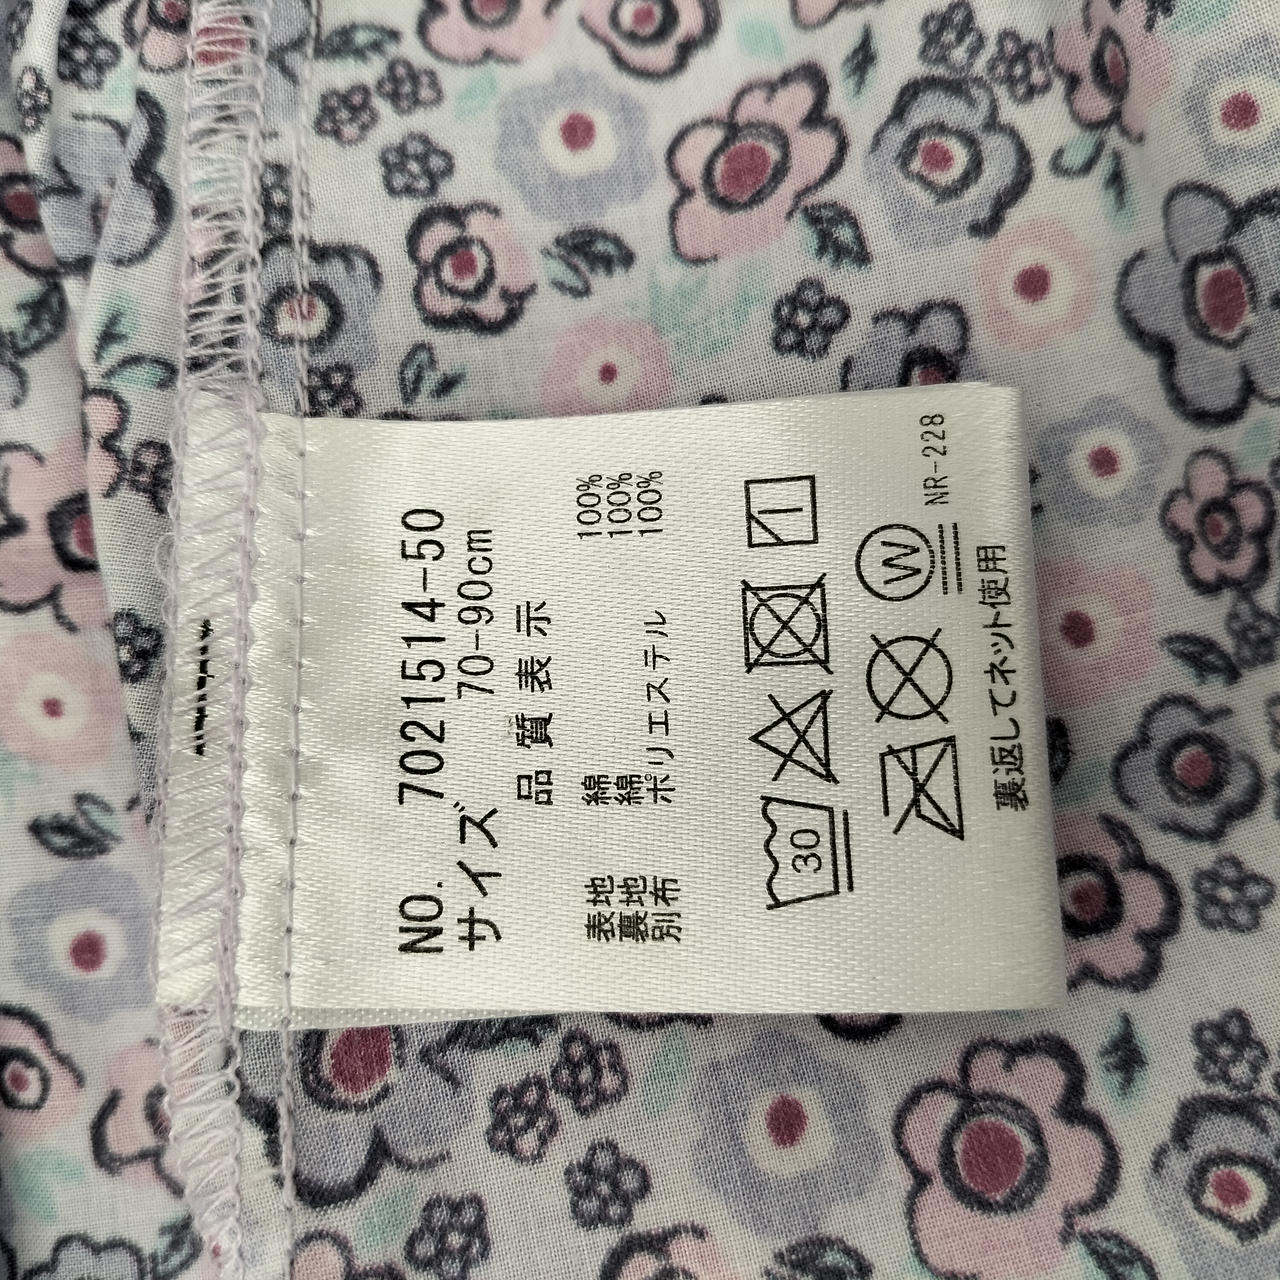 NO. 7021514-50
サイズ 70-90cm
品質表示
表地 綿 100%
裏地 綿 100%
別布 ポリエステル 100%
30
W
NR-228
裏返してネット使用